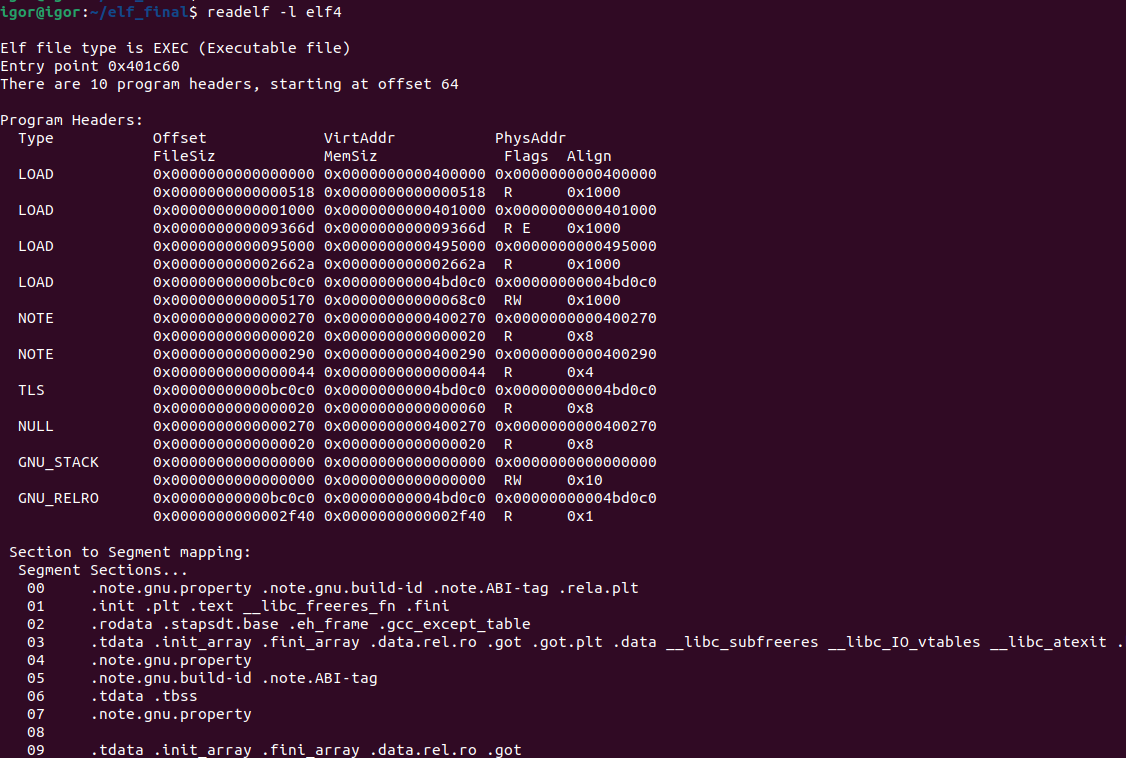 igor@igor:~/elf_final$ readelf -l elf4
Elf file type is EXEC (Executable file)
Entry point 0x401c60
There are 10 program headers, starting at offset 64
Program Headers:
  Type           Offset             VirtAddr           PhysAddr
                 FileSiz            MemSiz              Flags  Align
  LOAD           0x0000000000000000 0x0000000000400000 0x0000000000400000
                 0x0000000000000518 0x0000000000000518  R      0x1000
  LOAD           0x0000000000001000 0x0000000000401000 0x0000000000401000
                 0x000000000009366d 0x000000000009366d  R E    0x1000
  LOAD           0x0000000000095000 0x0000000000495000 0x0000000000495000
                 0x000000000002662a 0x000000000002662a  R      0x1000
  LOAD           0x00000000000bc0c0 0x00000000004bd0c0 0x00000000004bd0c0
                 0x0000000000005170 0x00000000000068c0  RW     0x1000
  NOTE           0x0000000000000270 0x0000000000400270 0x0000000000400270
                 0x0000000000000020 0x0000000000000020  R      0x8
  NOTE           0x0000000000000290 0x0000000000400290 0x0000000000400290
                 0x0000000000000044 0x0000000000000044  R      0x4
  TLS            0x00000000000bc0c0 0x00000000004bd0c0 0x00000000004bd0c0
                 0x0000000000000020 0x0000000000000060  R      0x8
  NULL           0x0000000000000270 0x0000000000400270 0x0000000000400270
                 0x0000000000000020 0x0000000000000020  R      0x8
  GNU_STACK      0x0000000000000000 0x0000000000000000 0x0000000000000000
                 0x0000000000000000 0x0000000000000000  RW     0x10
  GNU_RELRO      0x00000000000bc0c0 0x00000000004bd0c0 0x00000000004bd0c0
                 0x0000000000002f40 0x0000000000002f40  R      0x1
 Section to Segment mapping:
  Segment Sections...
   00     .note.gnu.property .note.gnu.build-id .note.ABI-tag .rela.plt
   01     .init .plt .text __libc_freeres_fn .fini
   02     .rodata .stapsdt.base .eh_frame .gcc_except_table
   03     .tdata .init_array .fini_array .data.rel.ro .got .got.plt .data __libc_subfreeres __libc_IO_vtables __libc_atexit .
   04     .note.gnu.property
   05     .note.gnu.build-id .note.ABI-tag
   06     .tdata .tbss
   07     .note.gnu.property
   08
   09     .tdata .init_array .fini_array .data.rel.ro .got